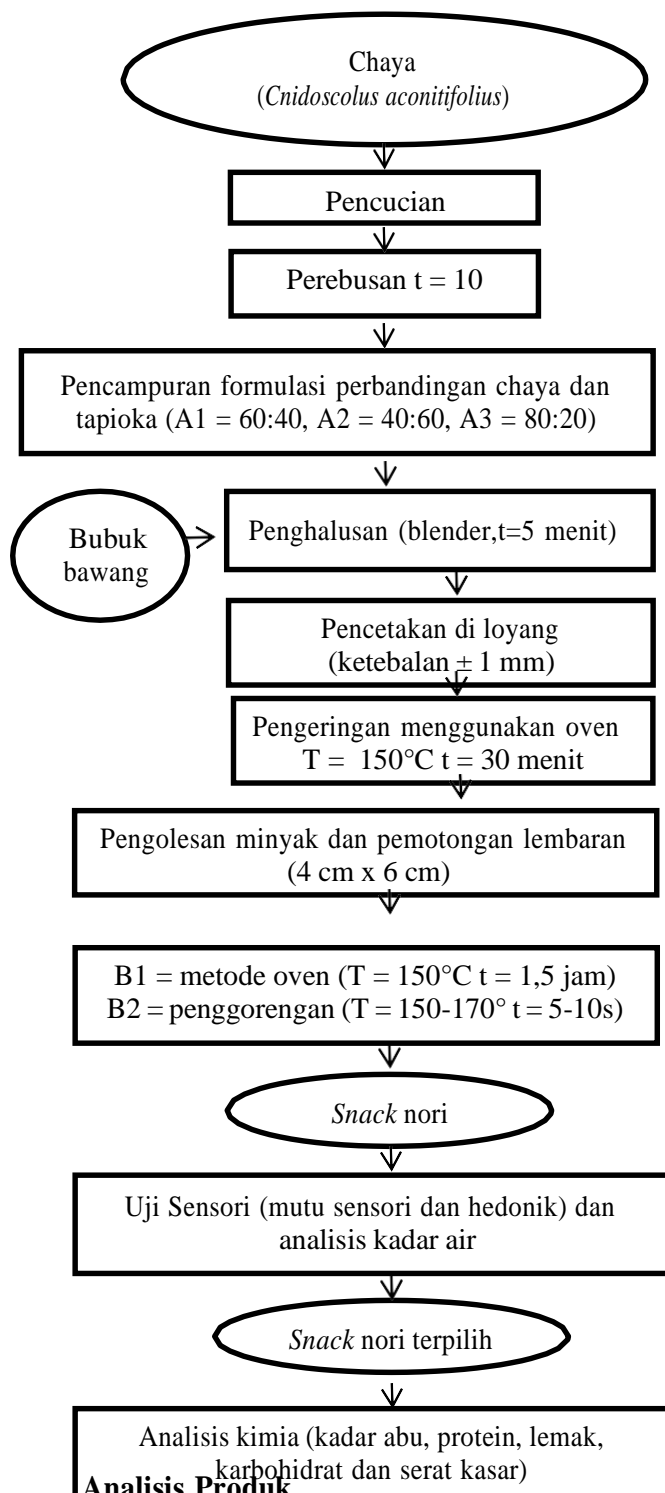 Chaya
(Cnidoscolus aconitifolius)
Pencucian
Perebusan t = 10
Pencampuran formulasi perbandingan chaya dan
tapioka (A1 = 60:40, A2 = 40:60, A3 = 80:20)
Bubuk
bawang
Penghalusan (blender,t=5 menit)
Pencetakan di loyang
(ketebalan ± 1 mm)
Pengeringan menggunakan oven
T = 150°C t = 30 menit
Pengolesan minyak dan pemotongan lembaran
(4 cm x 6 cm)
B1 = metode oven (T = 150°C t = 1,5 jam)
B2 = penggorengan (T = 150-170° t = 5-10s)
Snack nori
Uji Sensori (mutu sensori dan hedonik) dan
analisis kadar air
Snack nori terpilih
Analisis kimia (kadar abu, protein, lemak,
karbohidrat dan serat kasar)
Analisis Produk